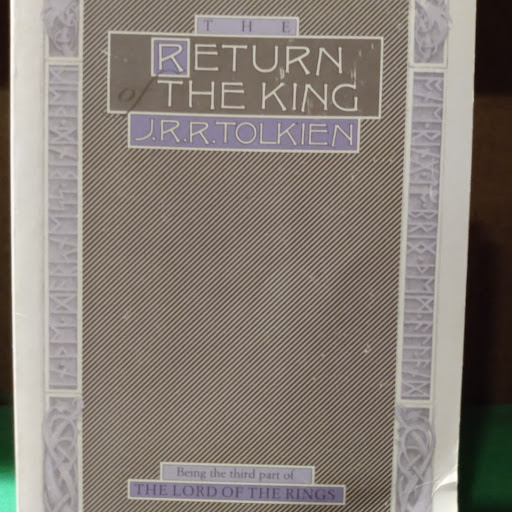 THE
RETURN
of THE KING
J.R.R.TOLKIEN
Being the third part of
THE LORD OF THE RINGS